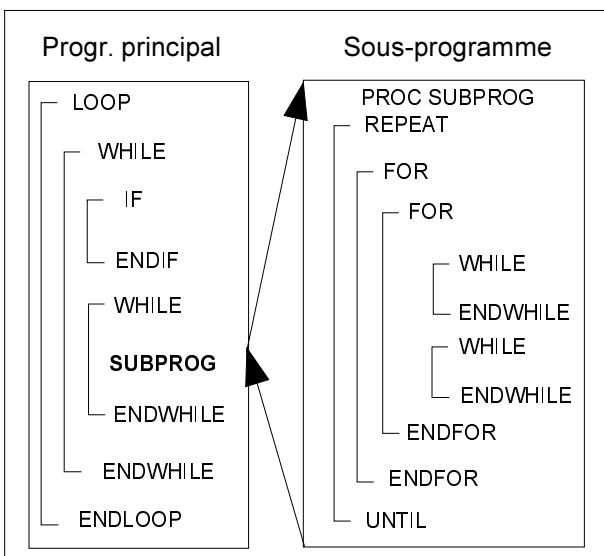 Progr. principal
LOOP
WHILE
IF
ENDIF
WHILE
SUBPROG
ENDWHILE
ENDWHILE
ENDLOOP
Sous-programme
PROC SUBPROG
REPEAT
FOR
FOR
WHILE
ENDWHILE
WHILE
ENDWHILE
ENDFOR
ENDFOR
UNTIL